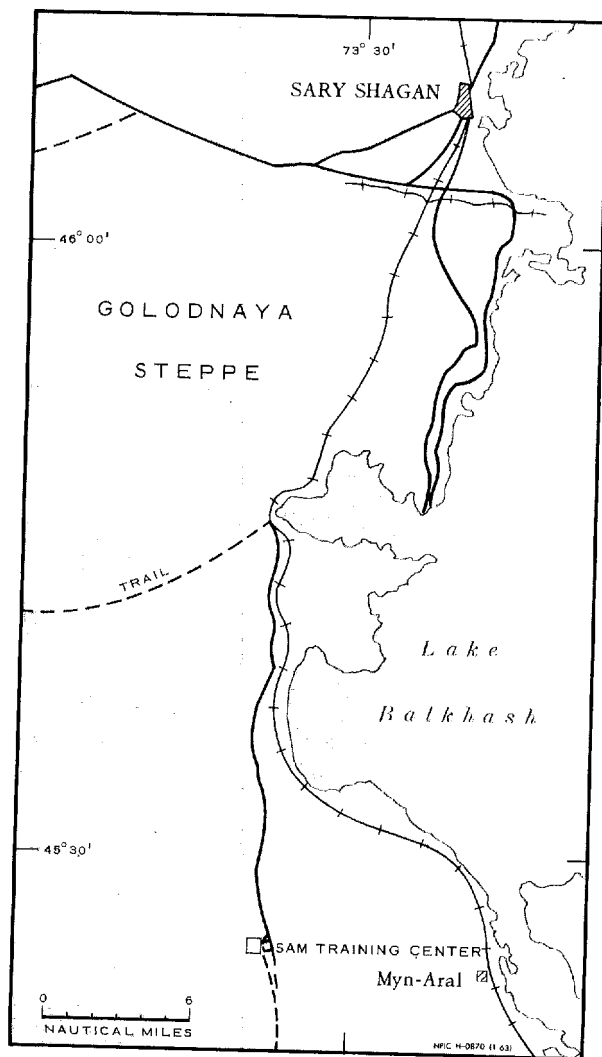 73° 30'
SARY SHAGAN
46° 00'
GOLODNAYA
STEPPE
TRAIL
Lake
Balkhash
45° 30'
SAM TRAINING CENTER
Myn-Aral
0 6
NAUTICAL MILES
NPIC H-0870 (1 63)